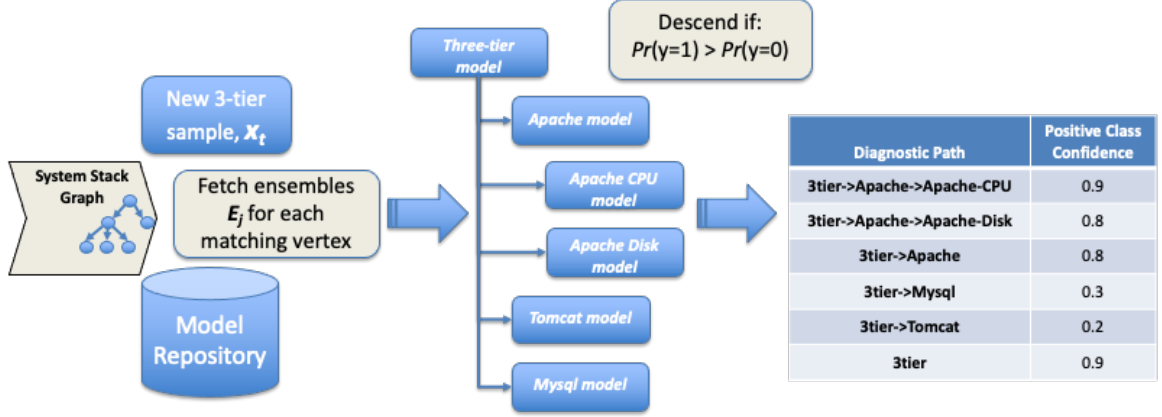 New 3-tier
sample, X_t
System Stack
Graph
Fetch ensembles
E_j for each
matching vertex
Model
Repository
Three-tier
model
Apache model
Apache CPU
model
Apache Disk
model
Tomcat model
Mysql model
Descend if:
Pr(y=1) > Pr(y=0)
Diagnostic Path	Positive Class Confidence
3tier->Apache->Apache-CPU	0.9
3tier->Apache->Apache-Disk	0.8
3tier->Apache	0.8
3tier->Mysql	0.3
3tier->Tomcat	0.2
3tier	0.9